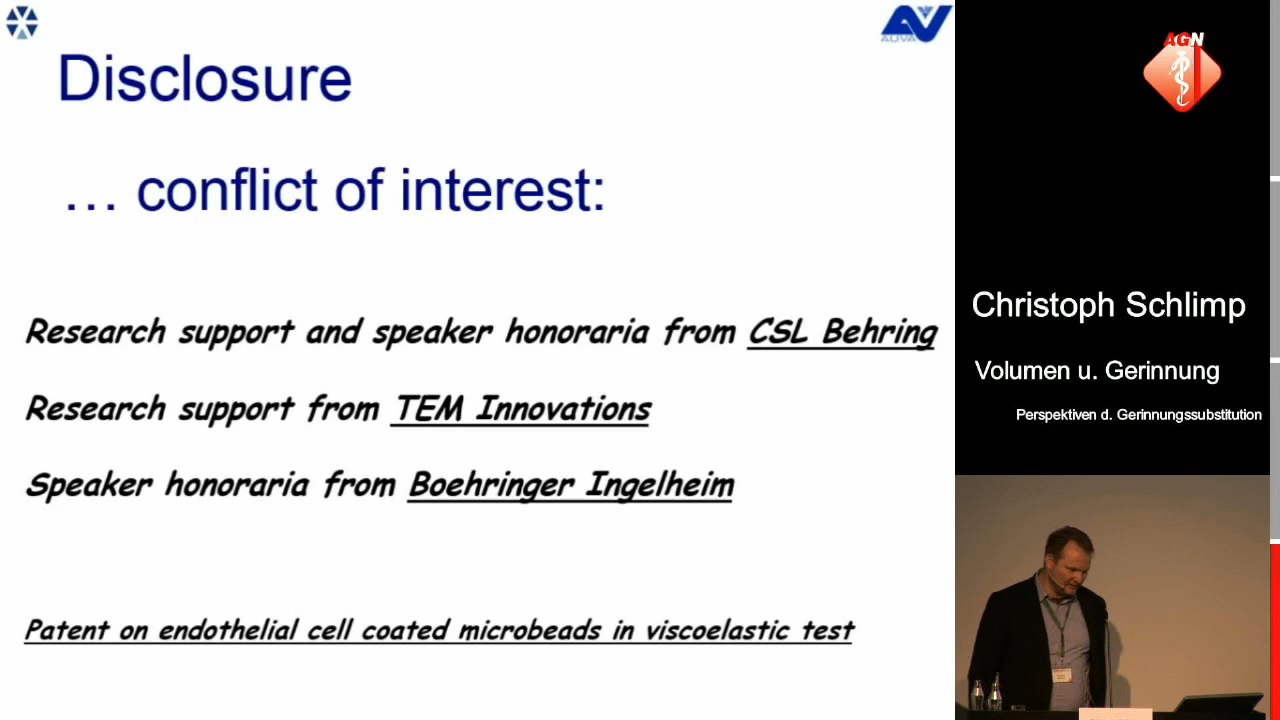 AUVA
Disclosure
… conflict of interest:
Research support and speaker honoraria from CSL Behring
Research support from TEM Innovations
Speaker honoraria from Boehringer Ingelheim
Patent on endothelial cell coated microbeads in viscoelastic test
AGN
Christoph Schlimp
Volumen u. Gerinnung
Perspektiven d. Gerinnungssubstitution